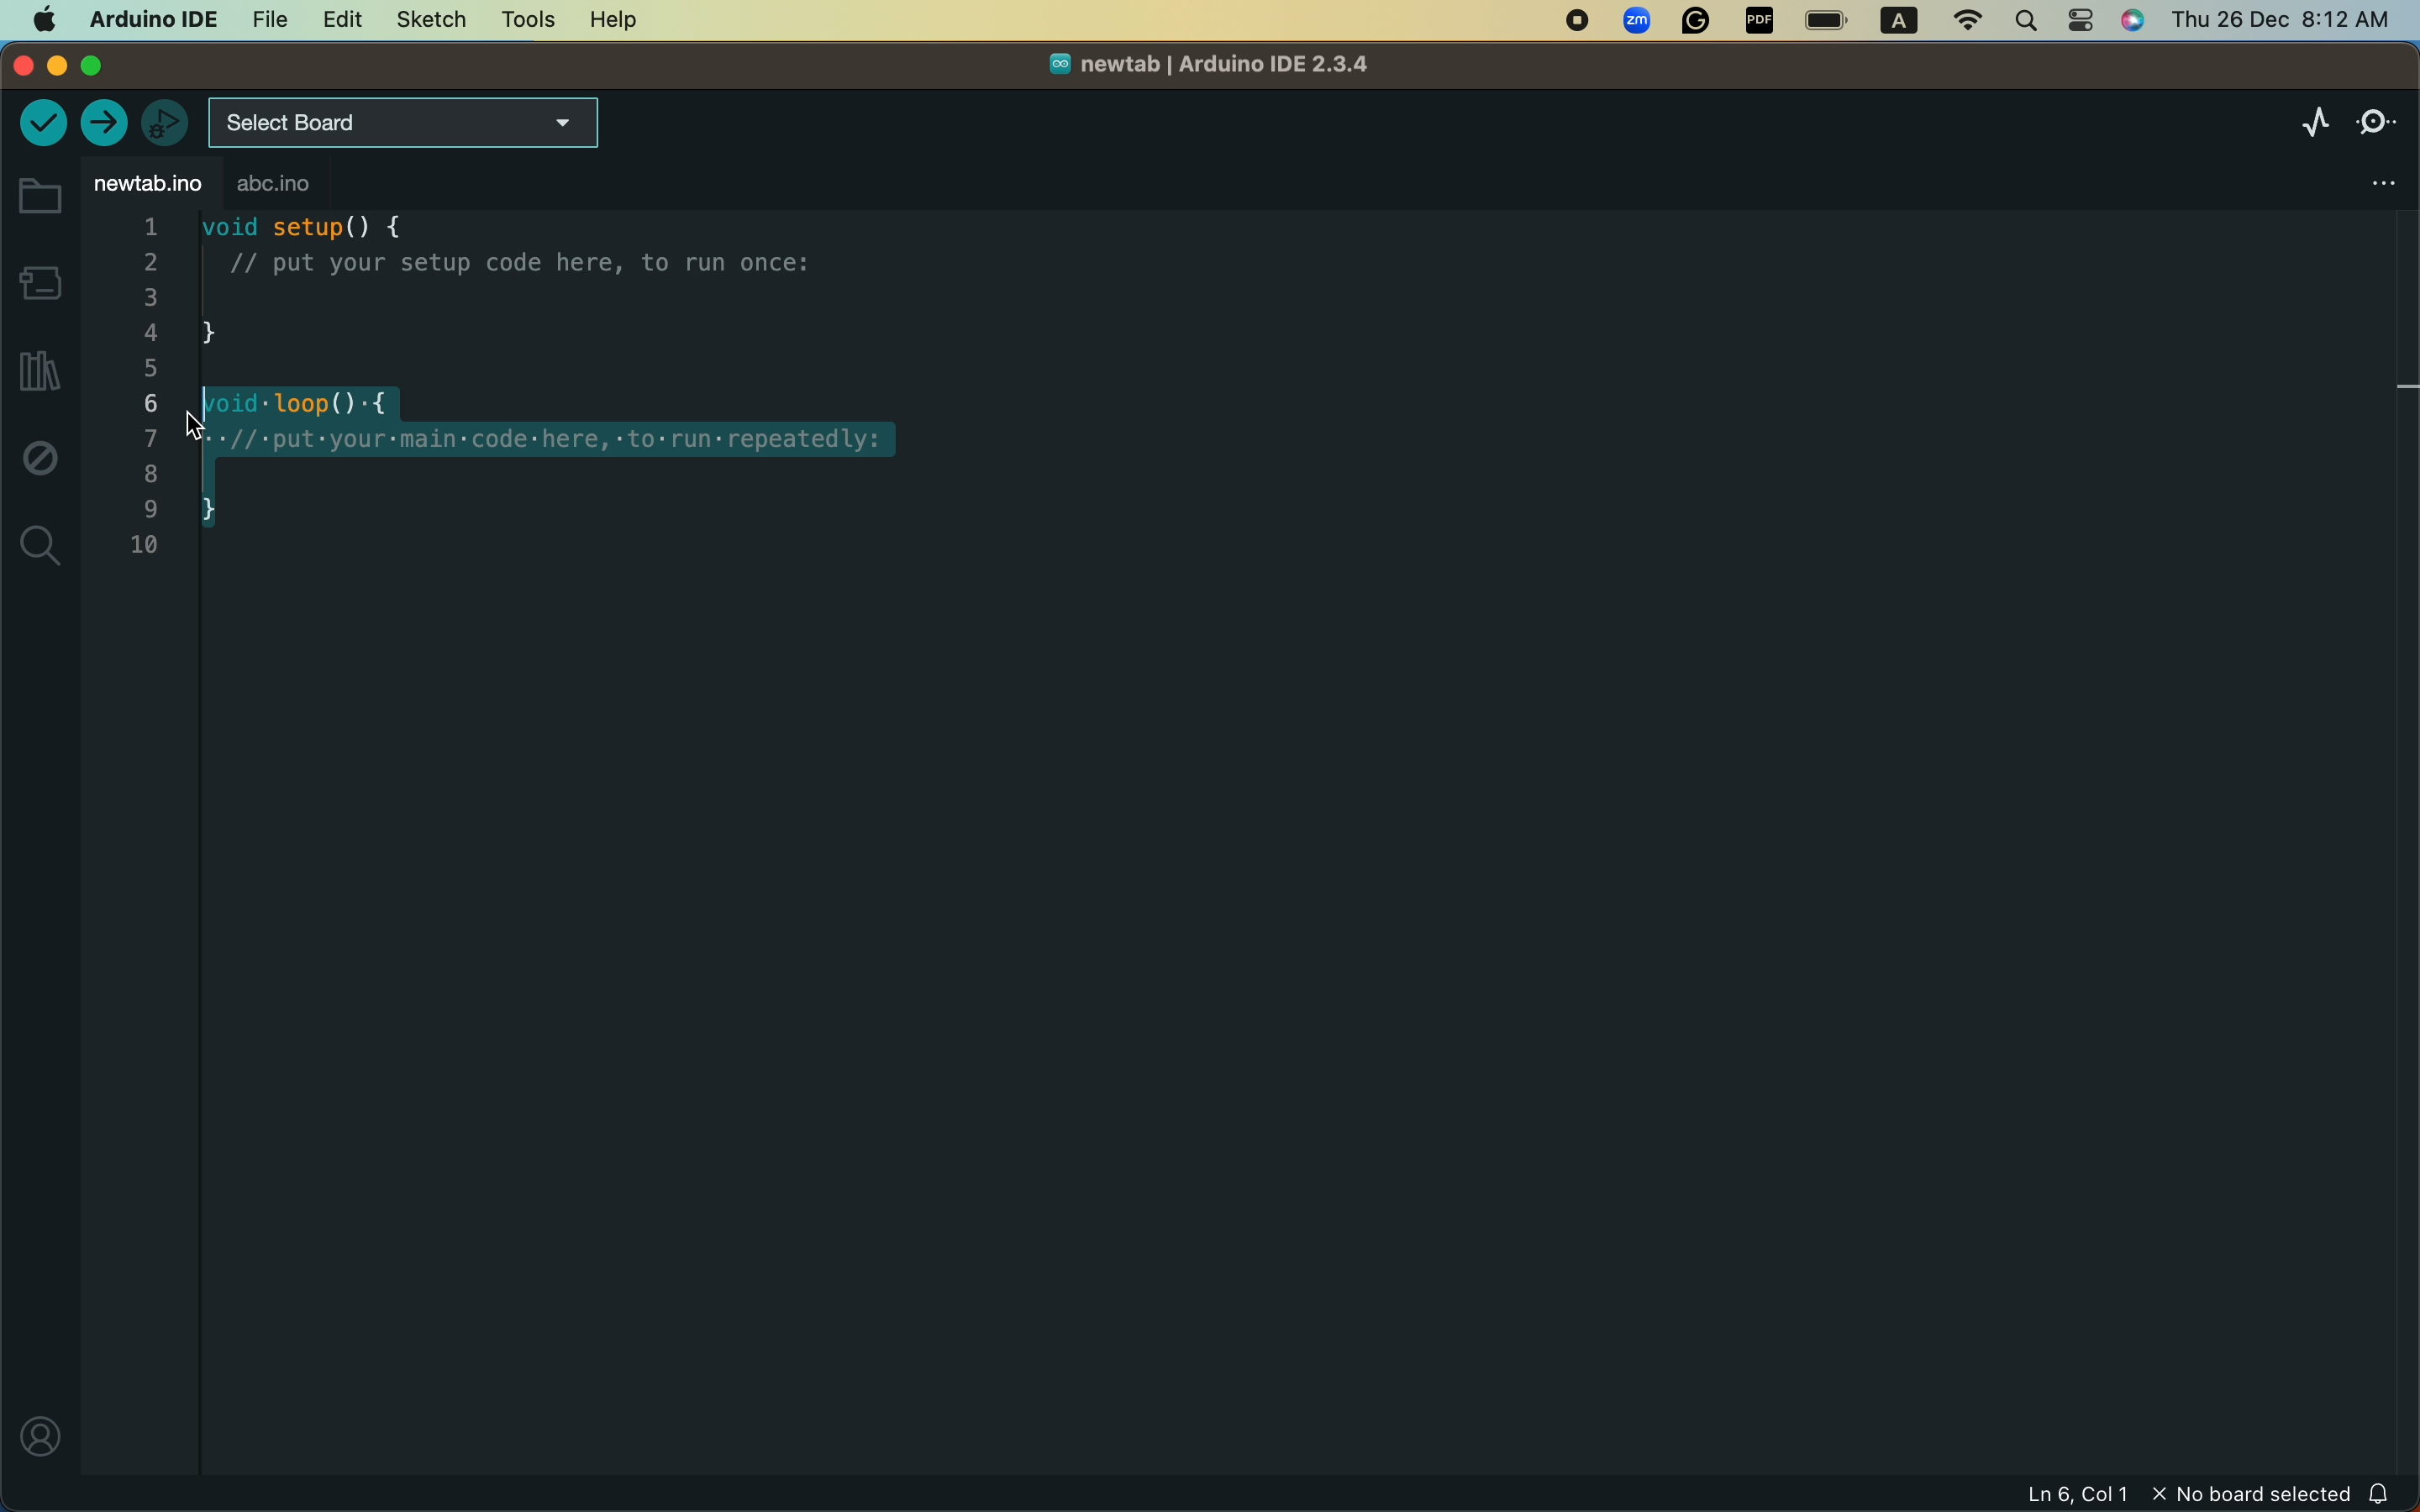 Arduino IDE File Edit Sketch Tools Help zm PDF A Thu 26 Dec 8:12 AM
newtab | Arduino IDE 2.3.4
Select Board
newtab.ino abc.ino
1 void setup() {
2 // put your setup code here, to run once:
3
4 }
5
6 void·loop()·{
7 ··//·put·your·main·code·here,·to·run·repeatedly:
8
9 }
10
Ln 6, Col 1 × No board selected